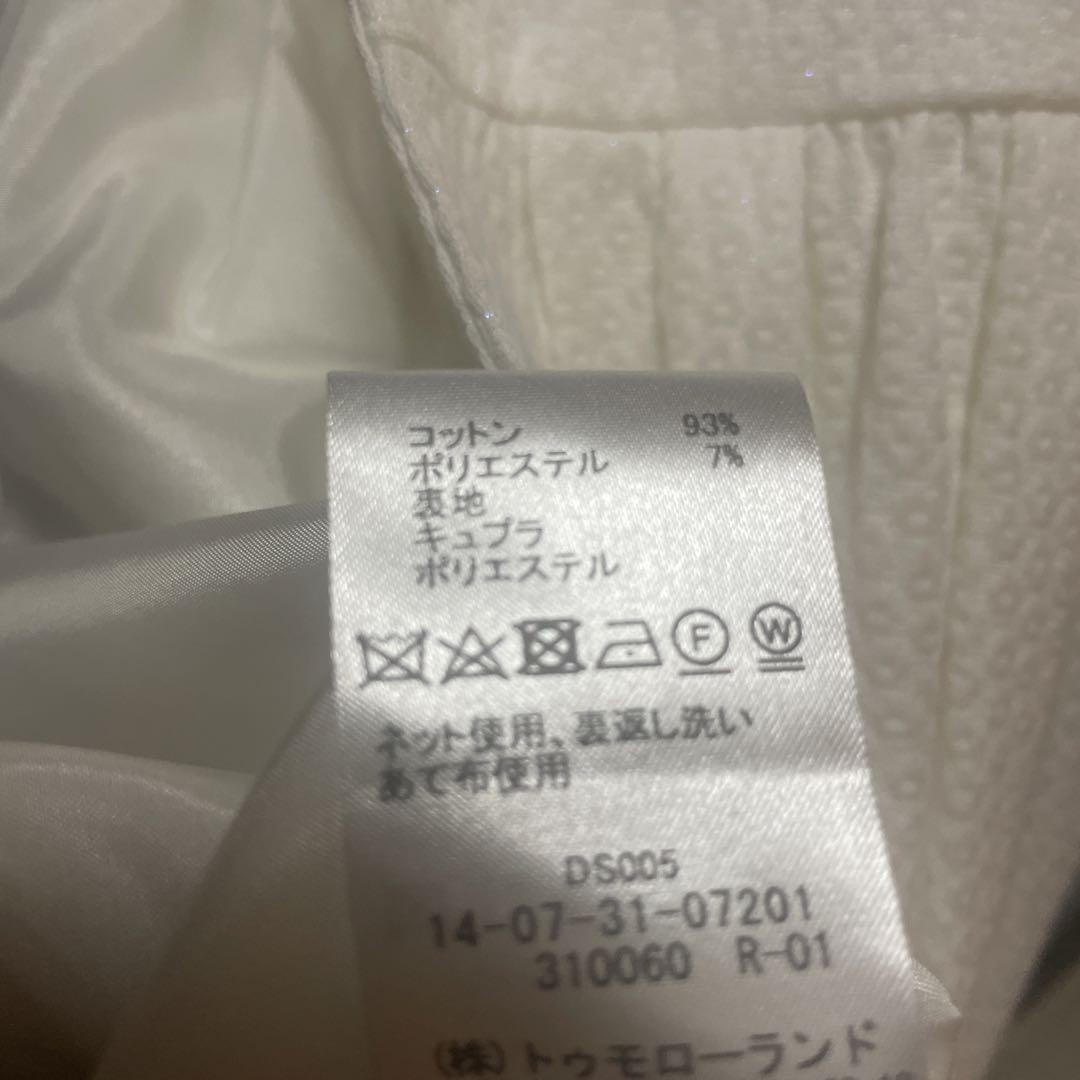 コットン 93%
ポリエステル 7%
表地
キュプラ
ポリエステル
F W
ネット使用、裏返し洗い
あて布使用
DS005
14-07-31-07201
310060 R-01
(株)トゥモローランド